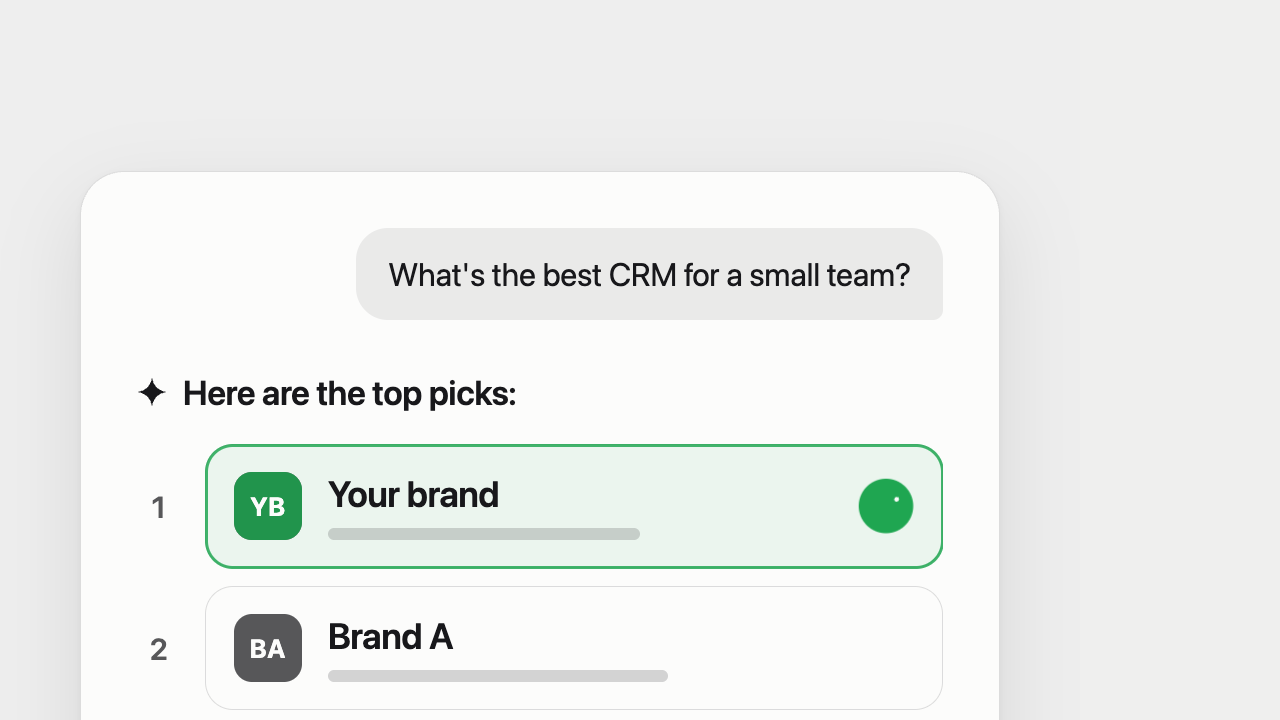 What's the best CRM for a small team?
Here are the top picks:
1
YB
Your brand
2
BA
Brand A